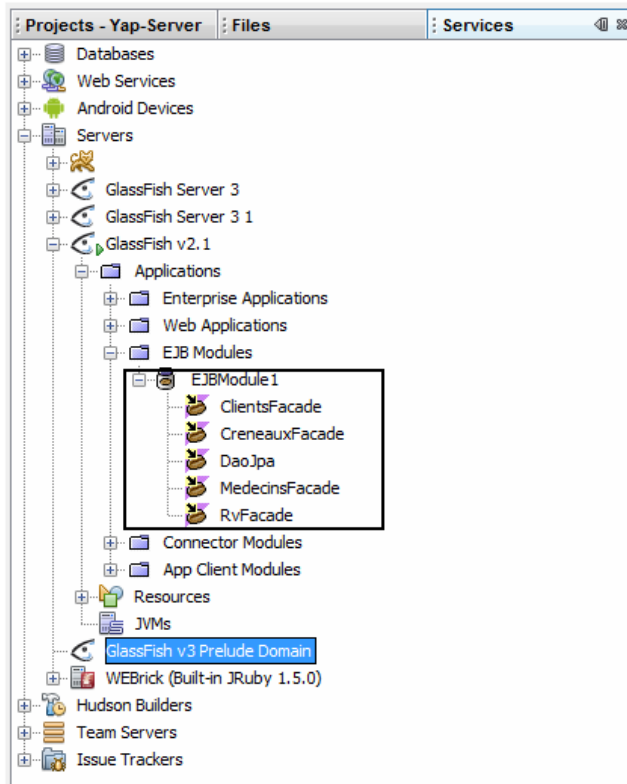 Projects - Yap-Server Files Services
Databases
Web Services
Android Devices
Servers
GlassFish Server 3
GlassFish Server 3 1
GlassFish v2.1
Applications
Enterprise Applications
Web Applications
EJB Modules
EJBModule1
ClientsFacade
CreneauxFacade
DaoJpa
MedecinsFacade
RvFacade
Connector Modules
App Client Modules
Resources
JVMs
GlassFish v3 Prelude Domain
WEBrick (Built-in JRuby 1.5.0)
Hudson Builders
Team Servers
Issue Trackers